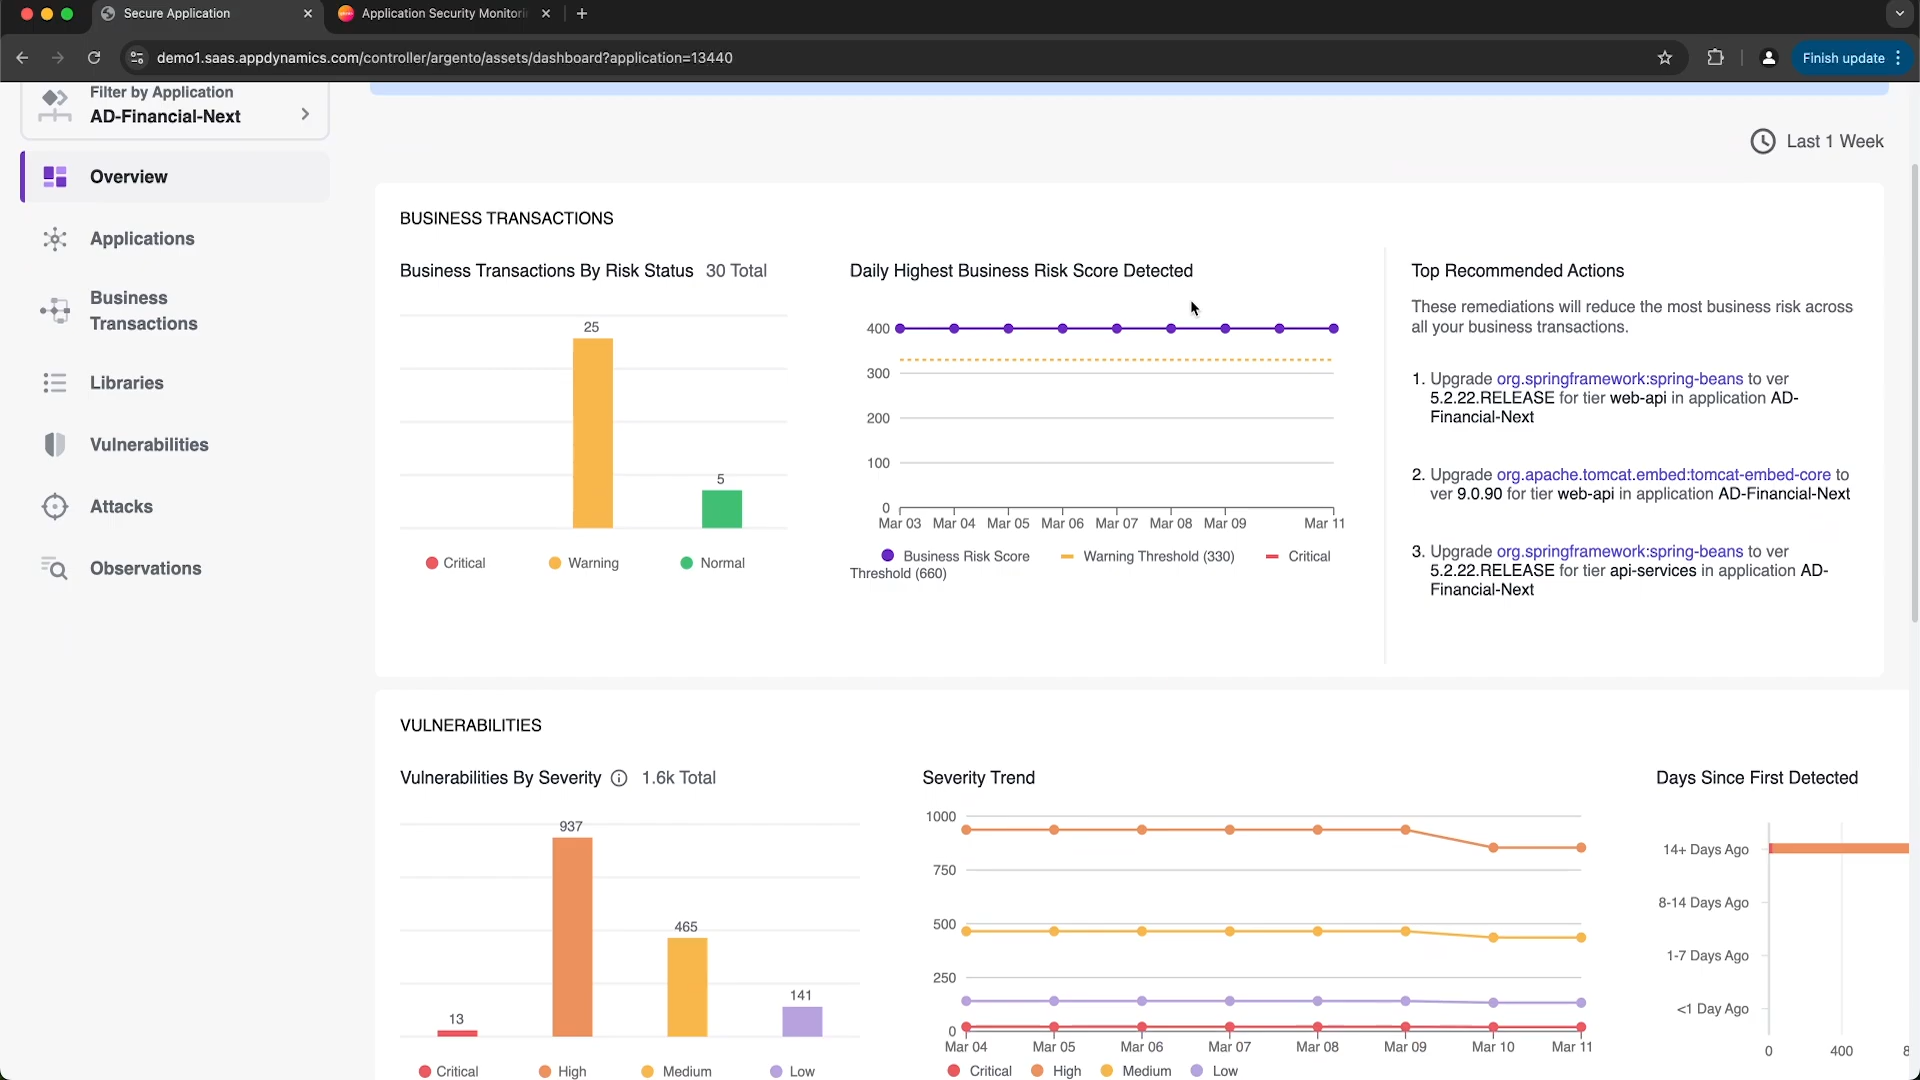 Secure Application
Application Security Monitori
demo1.saas.appdynamics.com/controller/argento/assets/dashboard?application=13440
Finish update
Filter by Application
AD-Financial-Next
Overview
Applications
Business
Transactions
Libraries
Vulnerabilities
Attacks
Observations
Last 1 Week
BUSINESS TRANSACTIONS
Business Transactions By Risk Status 30 Total
25
5
Critical
Warning
Normal
Daily Highest Business Risk Score Detected
400
300
200
100
0
Mar 03 Mar 04 Mar 05 Mar 06 Mar 07 Mar 08 Mar 09 Mar 11
Business Risk Score Warning Threshold (330) Critical
Threshold (660)
Top Recommended Actions
These remediations will reduce the most business risk across
all your business transactions.
1. Upgrade org.springframework:spring-beans to ver
5.2.22.RELEASE for tier web-api in application AD-
Financial-Next
2. Upgrade org.apache.tomcat.embed:tomcat-embed-core to
ver 9.0.90 for tier web-api in application AD-Financial-Next
3. Upgrade org.springframework:spring-beans to ver
5.2.22.RELEASE for tier api-services in application AD-
Financial-Next
VULNERABILITIES
Vulnerabilities By Severity 1.6k Total
937
465
141
13
Critical
High
Medium
Low
Severity Trend
1000
750
500
250
0
Mar 04 Mar 05 Mar 06 Mar 07 Mar 08 Mar 09 Mar 10 Mar 11
Critical High Medium Low
Days Since First Detected
14+ Days Ago
8-14 Days Ago
1-7 Days Ago
<1 Day Ago
0 400